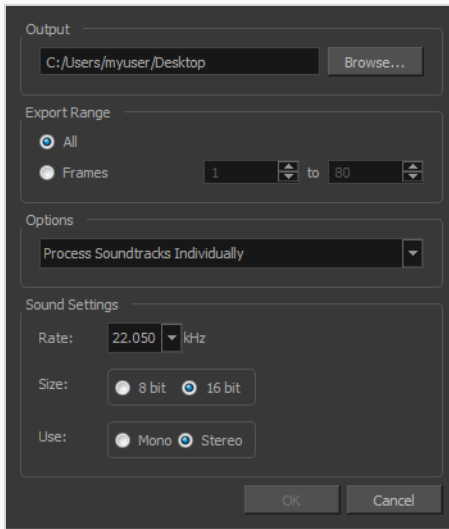 Output
C:/Users/myuser/Desktop Browse...
Export Range
All
Frames 1 to 80
Options
Process Soundtracks Individually
Sound Settings
Rate: 22.050 kHz
Size: 8 bit 16 bit
Use: Mono Stereo
OK Cancel